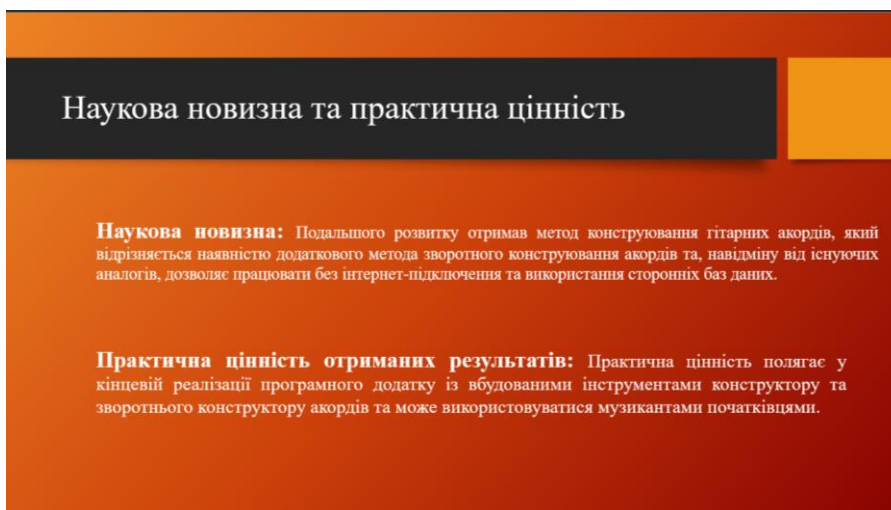 Наукова новизна та практична цінність
Наукова новизна: Подальшого розвитку отримав метод конструювання гітарних акордів, який
відрізняється наявністю додаткового метода зворотного конструювання акордів та, навідміну від існуючих
аналогів, дозволяє працювати без інтернет-підключення та використання сторонніх баз даних.
Практична цінність отриманих результатів: Практична цінність полягає у
кінцевій реалізації програмного додатку із вбудованими інструментами конструктору та
зворотнього конструктору акордів та може використовуватися музикантами початківцями.